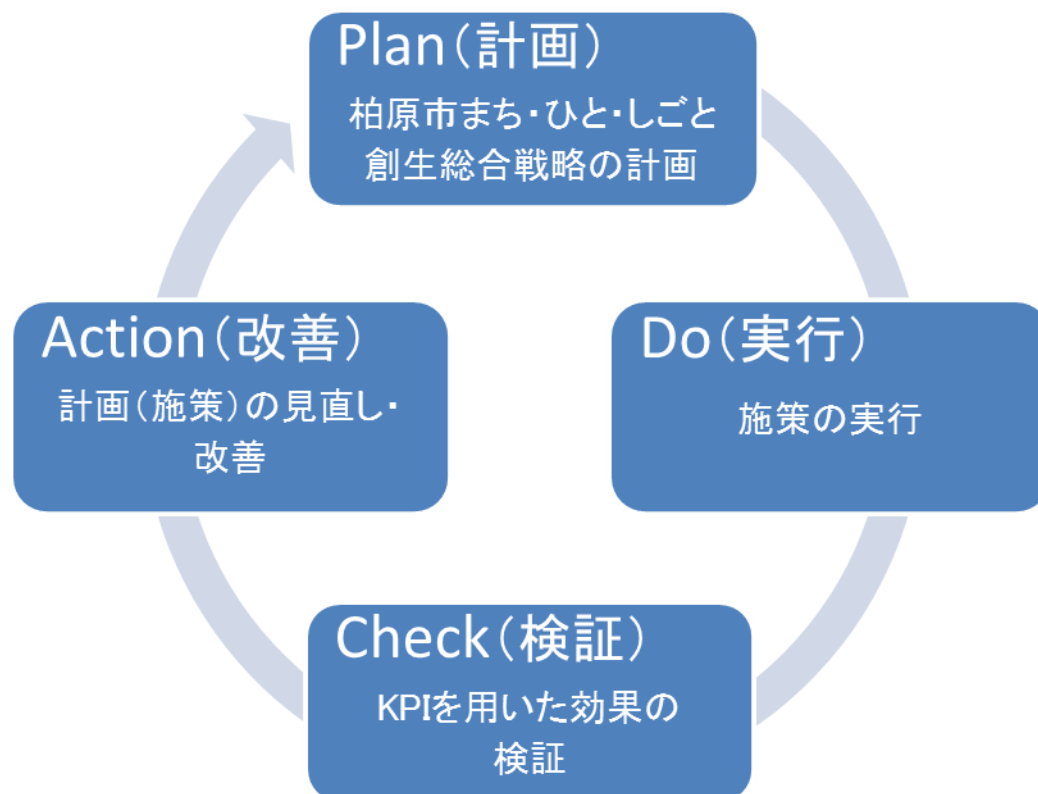 Plan（計画）
柏原市まち・ひと・しごと
創生総合戦略の計画
Do（実行）
施策の実行
Check（検証）
KPIを用いた効果の
検証
Action（改善）
計画（施策）の見直し・
改善